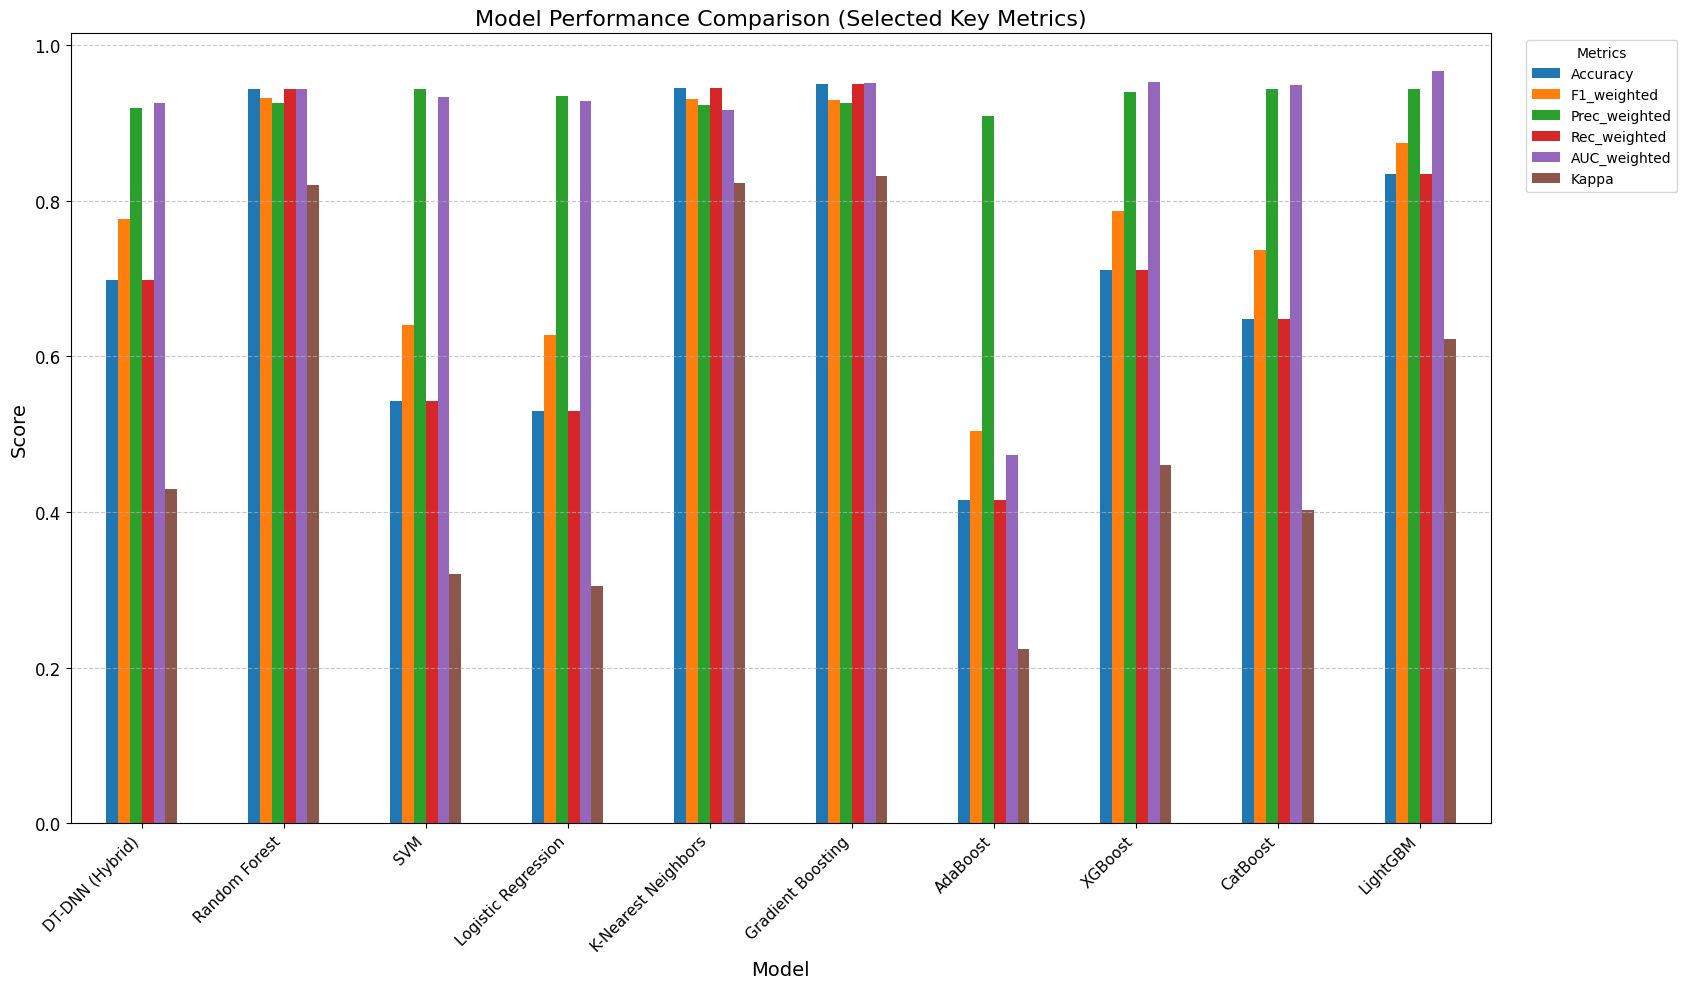 Model Performance Comparison (Selected Key Metrics)
Metrics
Accuracy
F1_weighted
Prec_weighted
Rec_weighted
AUC_weighted
Kappa
Score
1.0
0.8
0.6
0.4
0.2
0.0
DT-DNN (Hybrid)
Random Forest
SVM
Logistic Regression
K-Nearest Neighbors
Gradient Boosting
AdaBoost
XGBoost
CatBoost
LightGBM
Model